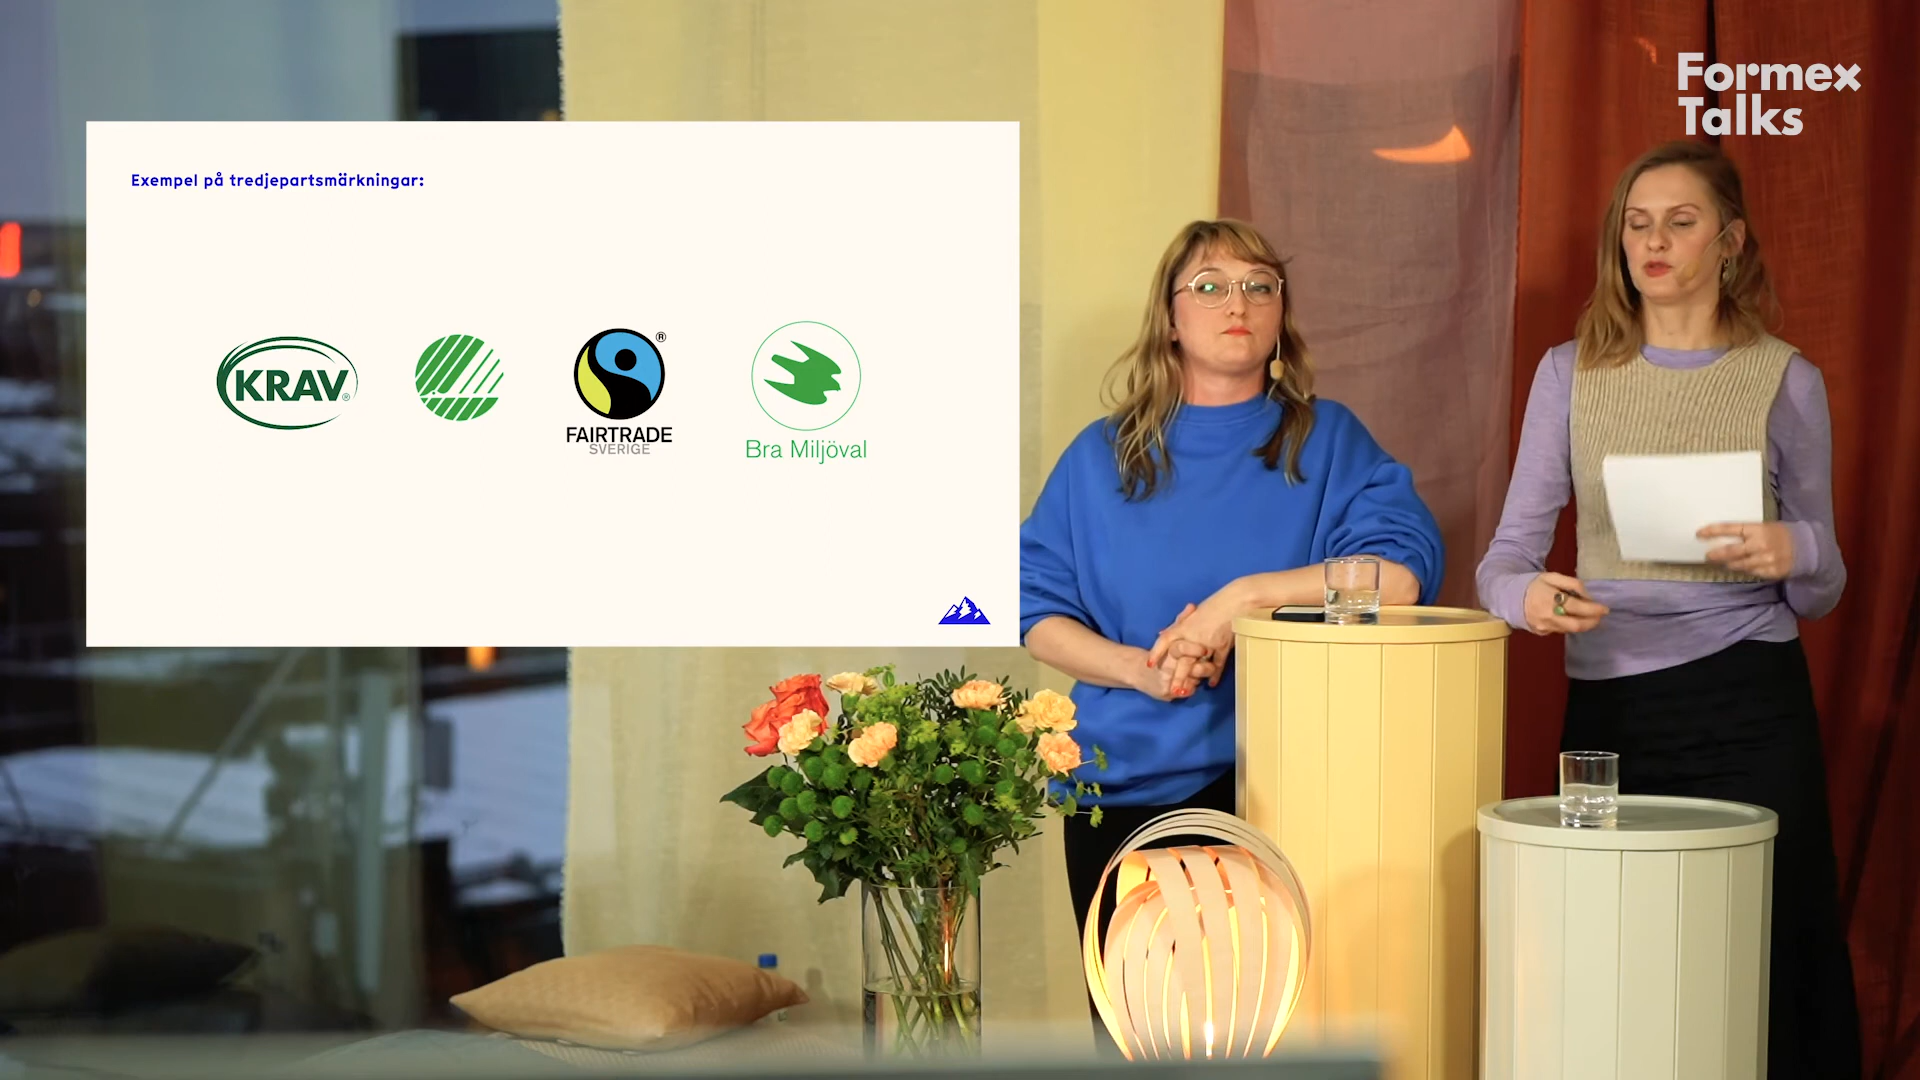 Formex
Talks
Exempel på tredjepartsmärkningar:
KRAV®
®
FAIRTRADE
SVERIGE
Bra Miljöval